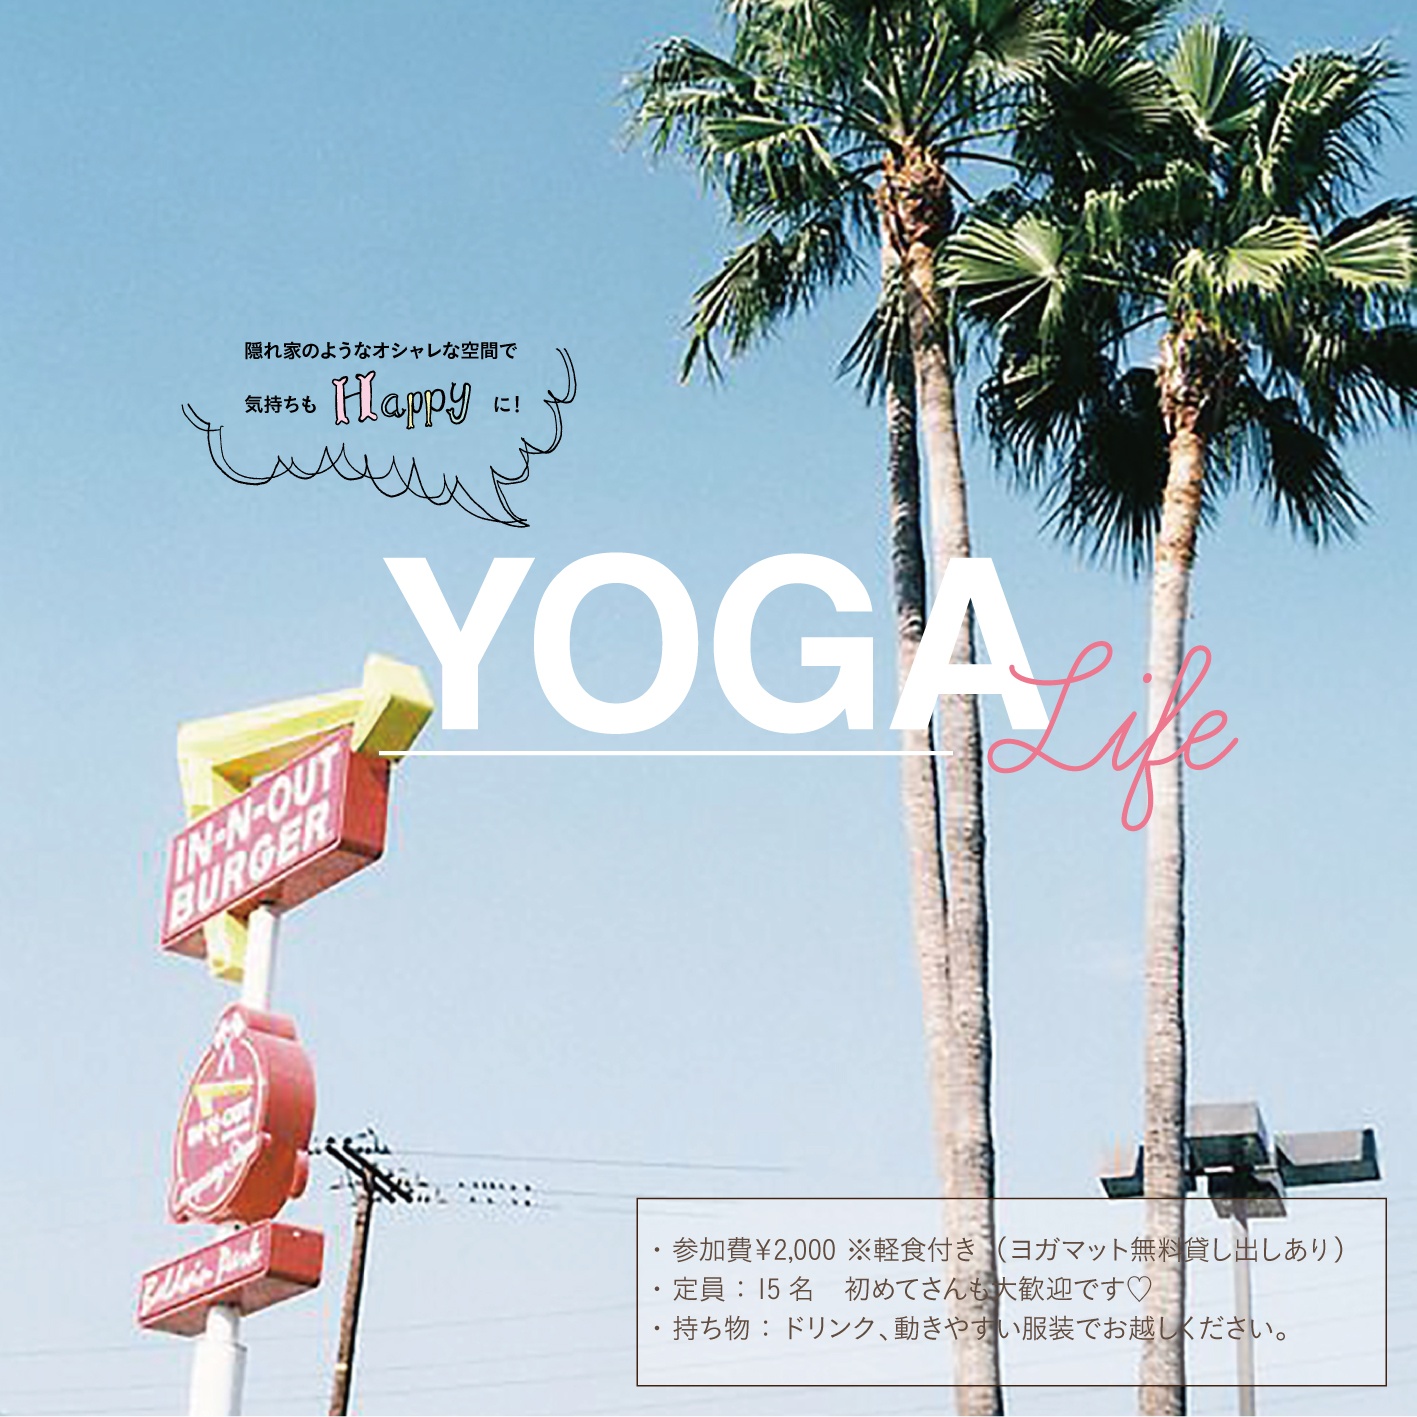 隠れ家のようなオシャレな空間で
気持ちも Happy に！
YOGA
Life
IN-N-OUT
BURGER
IN-N-OUT
・参加費¥2,000 ※軽食付き （ヨガマット無料貸し出しあり）
・定員：15名　初めてさんも大歓迎です♡
・持ち物：ドリンク、動きやすい服装でお越しください。